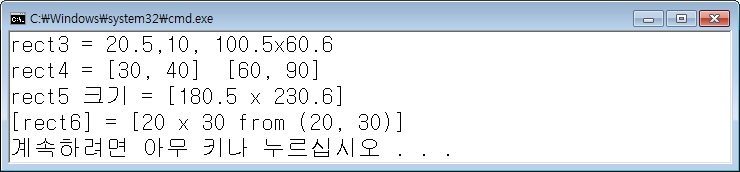 C:₩Windows₩system32₩cmd.exe
rect3 = 20.5,10, 100.5x60.6
rect4 = [30, 40]  [60, 90]
rect5 크기 = [180.5 x 230.6]
[rect6] = [20 x 30 from (20, 30)]
계속하려면 아무 키나 누르십시오 . . .